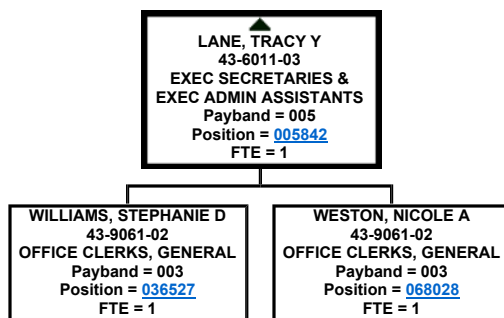 LANE, TRACY Y
43-6011-03
EXEC SECRETARIES &
EXEC ADMIN ASSISTANTS
Payband = 005
Position = 005842
FTE = 1
WILLIAMS, STEPHANIE D
43-9061-02
OFFICE CLERKS, GENERAL
Payband = 003
Position = 036527
FTE = 1
WESTON, NICOLE A
43-9061-02
OFFICE CLERKS, GENERAL
Payband = 003
Position = 068028
FTE = 1